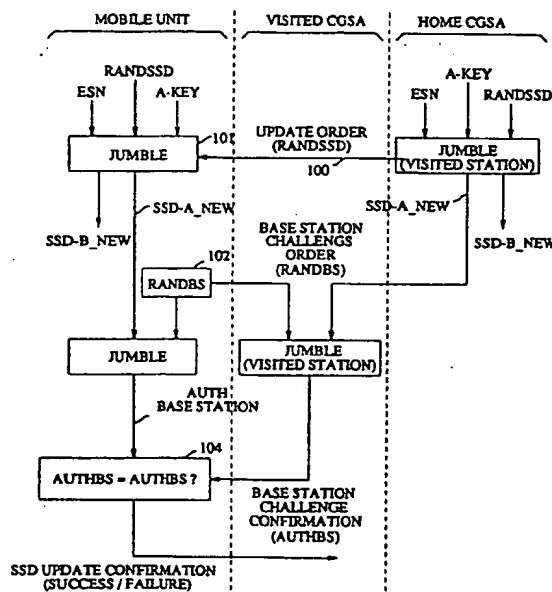 MOBILE UNIT
VISITED CGSA
HOME CGSA
RANDSSD
ESN
A-KEY
101
JUMBLE
UPDATE ORDER
(RANDSSD)
100
A-KEY
ESN
RANDSSD
JUMBLE
(VISITED STATION)
SSD-A_NEW
SSD-B_NEW
SSD-A_NEW
SSD-B_NEW
BASE STATION
CHALLENGS
ORDER
(RANDBS)
102
RANDBS
JUMBLE
JUMBLE
(VISITED STATION)
AUTH
BASE STATION
104
AUTHBS = AUTHBS ?
BASE STATION
CHALLENGE
CONFIRMATION
(AUTHBS)
SSD UPDATE CONFIRMATION
(SUCCESS / FAILURE)